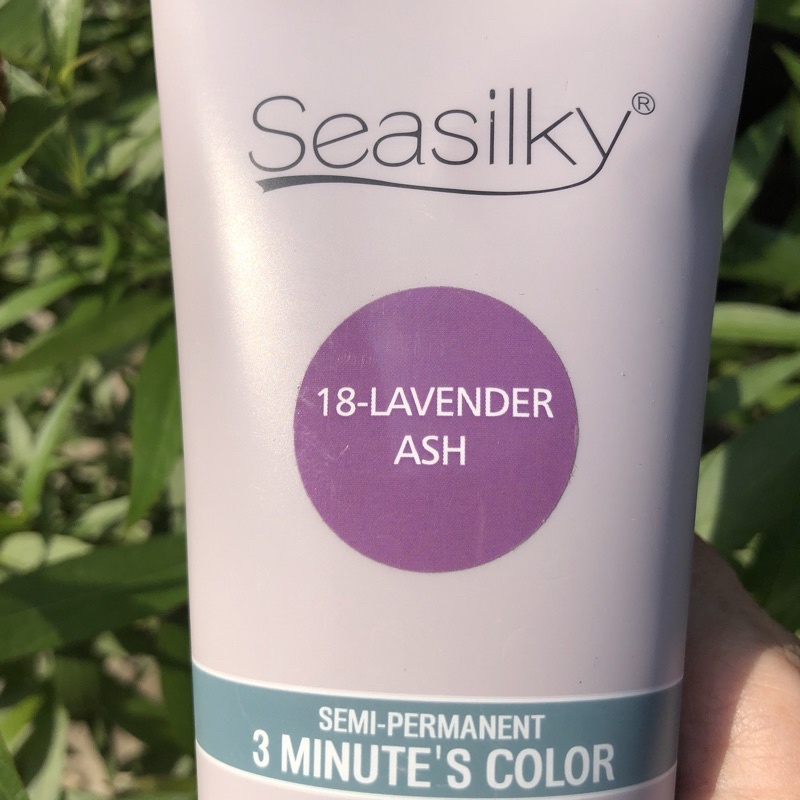 Seasilky®
18-LAVENDER
ASH
SEMI-PERMANENT
3 MINUTE'S COLOR